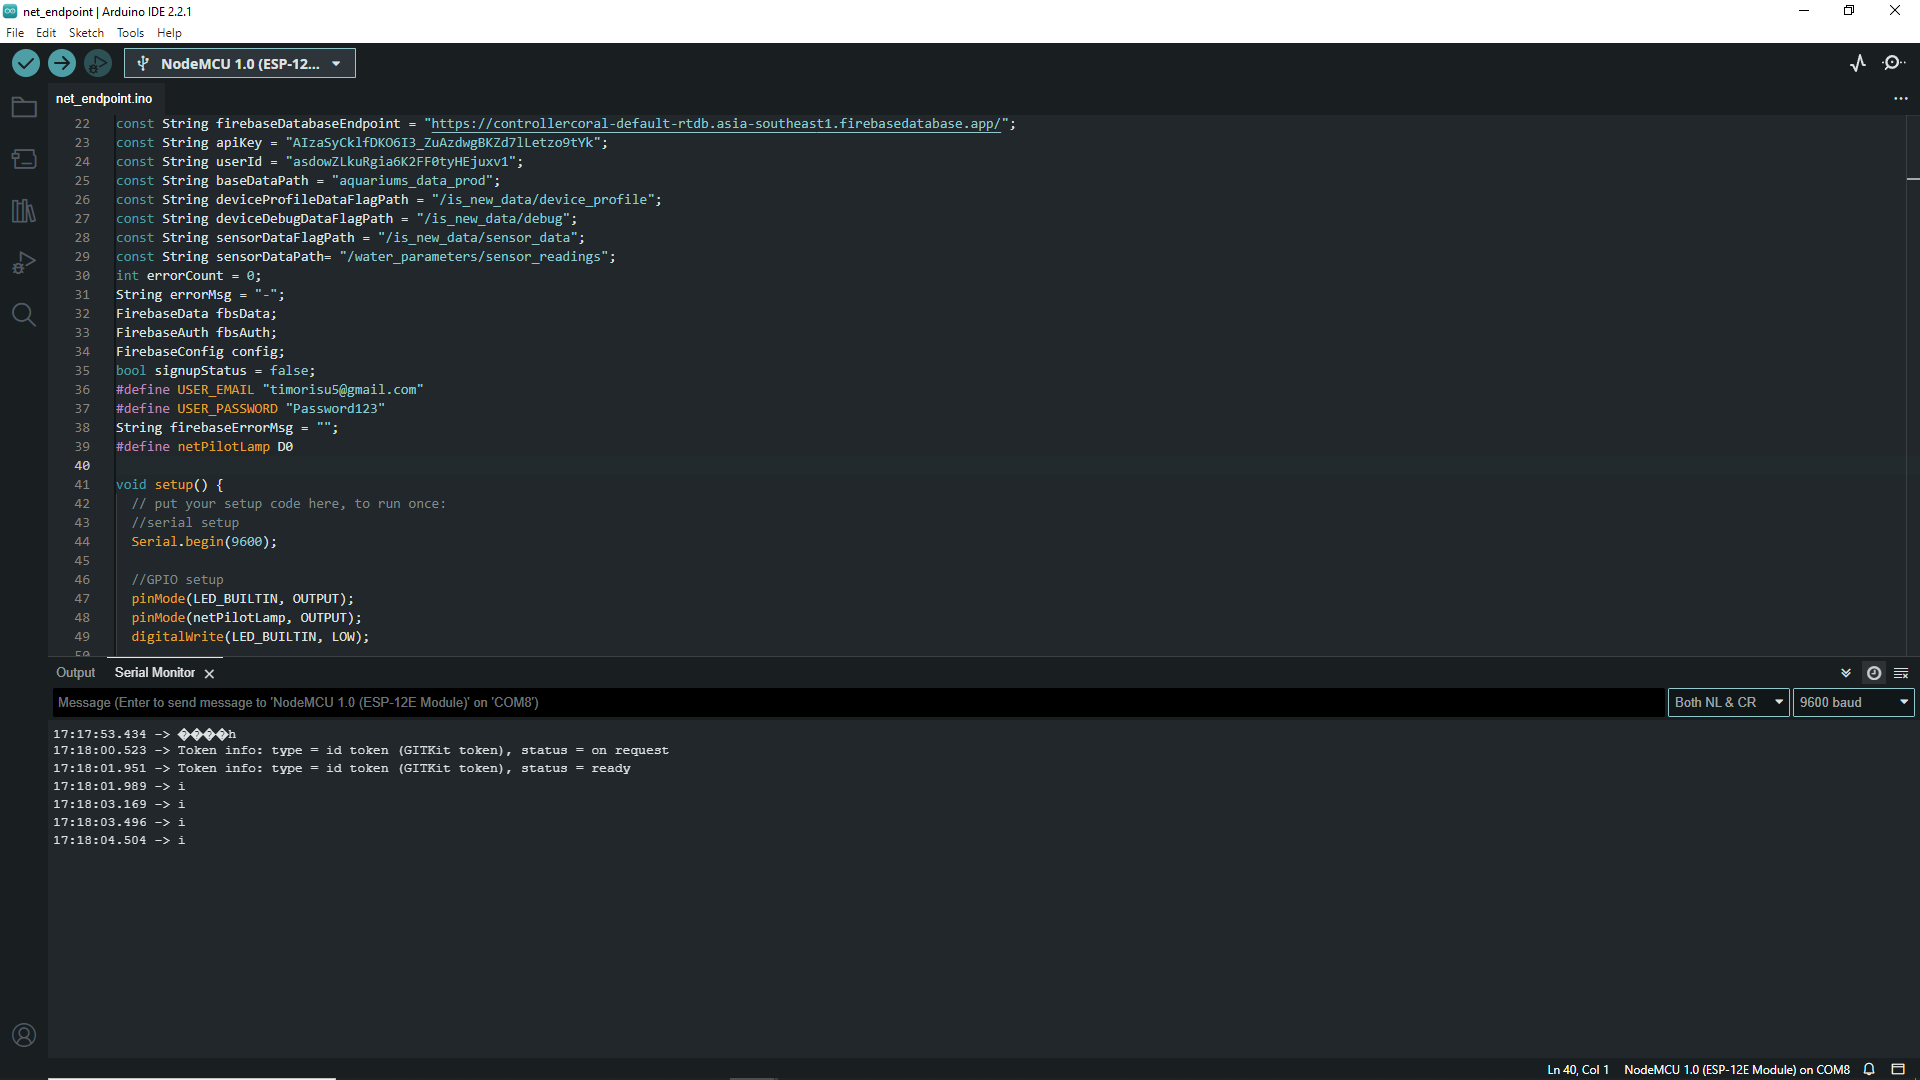 net_endpoint | Arduino IDE 2.2.1
File Edit Sketch Tools Help
NodeMCU 1.0 (ESP-12...
net_endpoint.ino
22 const String firebaseDatabaseEndpoint = "https://controllercoral-default-rtdb.asia-southeast1.firebasedatabase.app/";
23 const String apiKey = "AIzaSyCklfDKO6I3_ZuAzdwgBKZd7lLetzo9tYk";
24 const String userId = "asdowZLkuRgia6K2FF0tyHEjuxv1";
25 const String baseDataPath = "aquariums_data_prod";
26 const String deviceProfileDataFlagPath = "/is_new_data/device_profile";
27 const String deviceDebugDataFlagPath = "/is_new_data/debug";
28 const String sensorDataFlagPath = "/is_new_data/sensor_data";
29 const String sensorDataPath= "/water_parameters/sensor_readings";
30 int errorCount = 0;
31 String errorMsg = "-";
32 FirebaseData fbsData;
33 FirebaseAuth fbsAuth;
34 FirebaseConfig config;
35 bool signupStatus = false;
36 #define USER_EMAIL "timorisu5@gmail.com"
37 #define USER_PASSWORD "Password123"
38 String firebaseErrorMsg = "";
39 #define netPilotLamp D0
40
41 void setup() {
42 // put your setup code here, to run once:
43 //serial setup
44 Serial.begin(9600);
45
46 //GPIO setup
47 pinMode(LED_BUILTIN, OUTPUT);
48 pinMode(netPilotLamp, OUTPUT);
49 digitalWrite(LED_BUILTIN, LOW);
50
Output Serial Monitor
Message (Enter to send message to 'NodeMCU 1.0 (ESP-12E Module)' on 'COM8')
Both NL & CR 9600 baud
17:17:53.434 -> ����h
17:18:00.523 -> Token info: type = id token (GITKit token), status = on request
17:18:01.951 -> Token info: type = id token (GITKit token), status = ready
17:18:01.989 -> i
17:18:03.169 -> i
17:18:03.496 -> i
17:18:04.504 -> i
Ln 40, Col 1 NodeMCU 1.0 (ESP-12E Module) on COM8